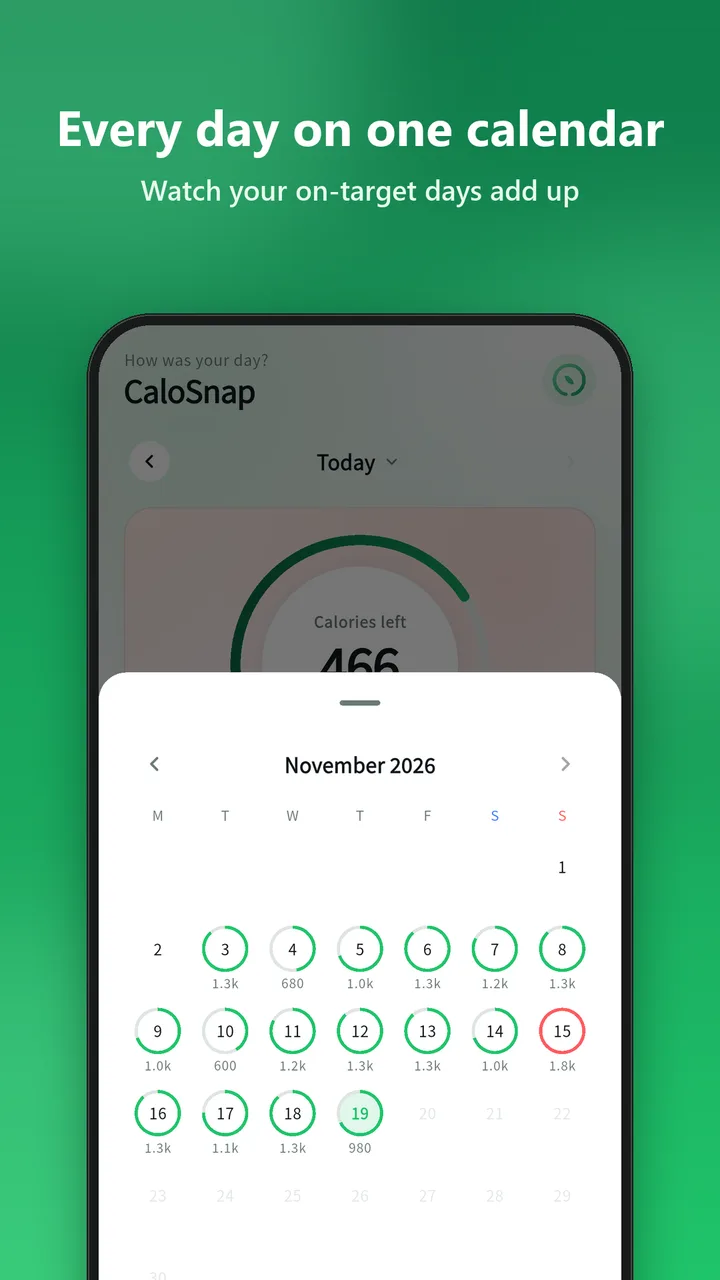 Every day on one calendar
Watch your on-target days add up
How was your day?
CaloSnap
Today
Calories left
466
November 2026
M T W T F S S
1
2 3 4 5 6 7 8
1.3k 680 1.0k 1.3k 1.2k 1.3k
9 10 11 12 13 14 15
1.0k 600 1.2k 1.3k 1.3k 1.0k 1.8k
16 17 18 19 20 21 22
1.3k 1.1k 1.3k 980
23 24 25 26 27 28 29
30